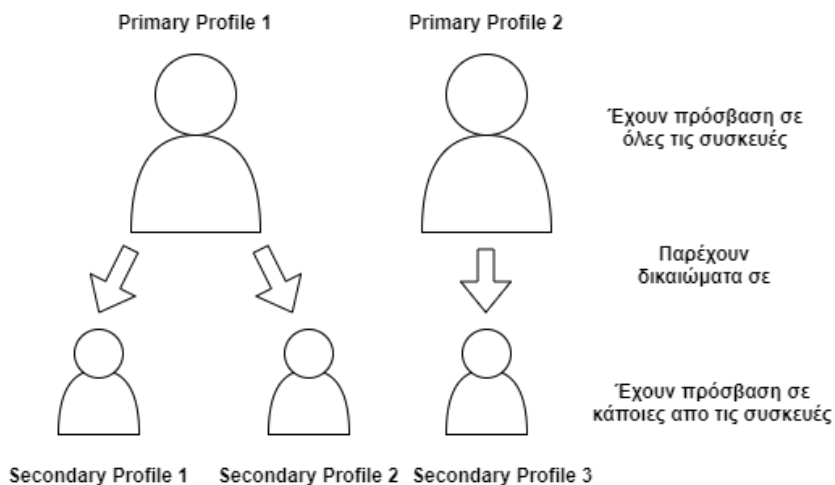 Primary Profile 1
Primary Profile 2
Έχουν πρόσβαση σε
όλες τις συσκευές
Παρέχουν
δικαιώματα σε
Έχουν πρόσβαση σε
κάποιες απο τις συσκευές
Secondary Profile 1
Secondary Profile 2
Secondary Profile 3